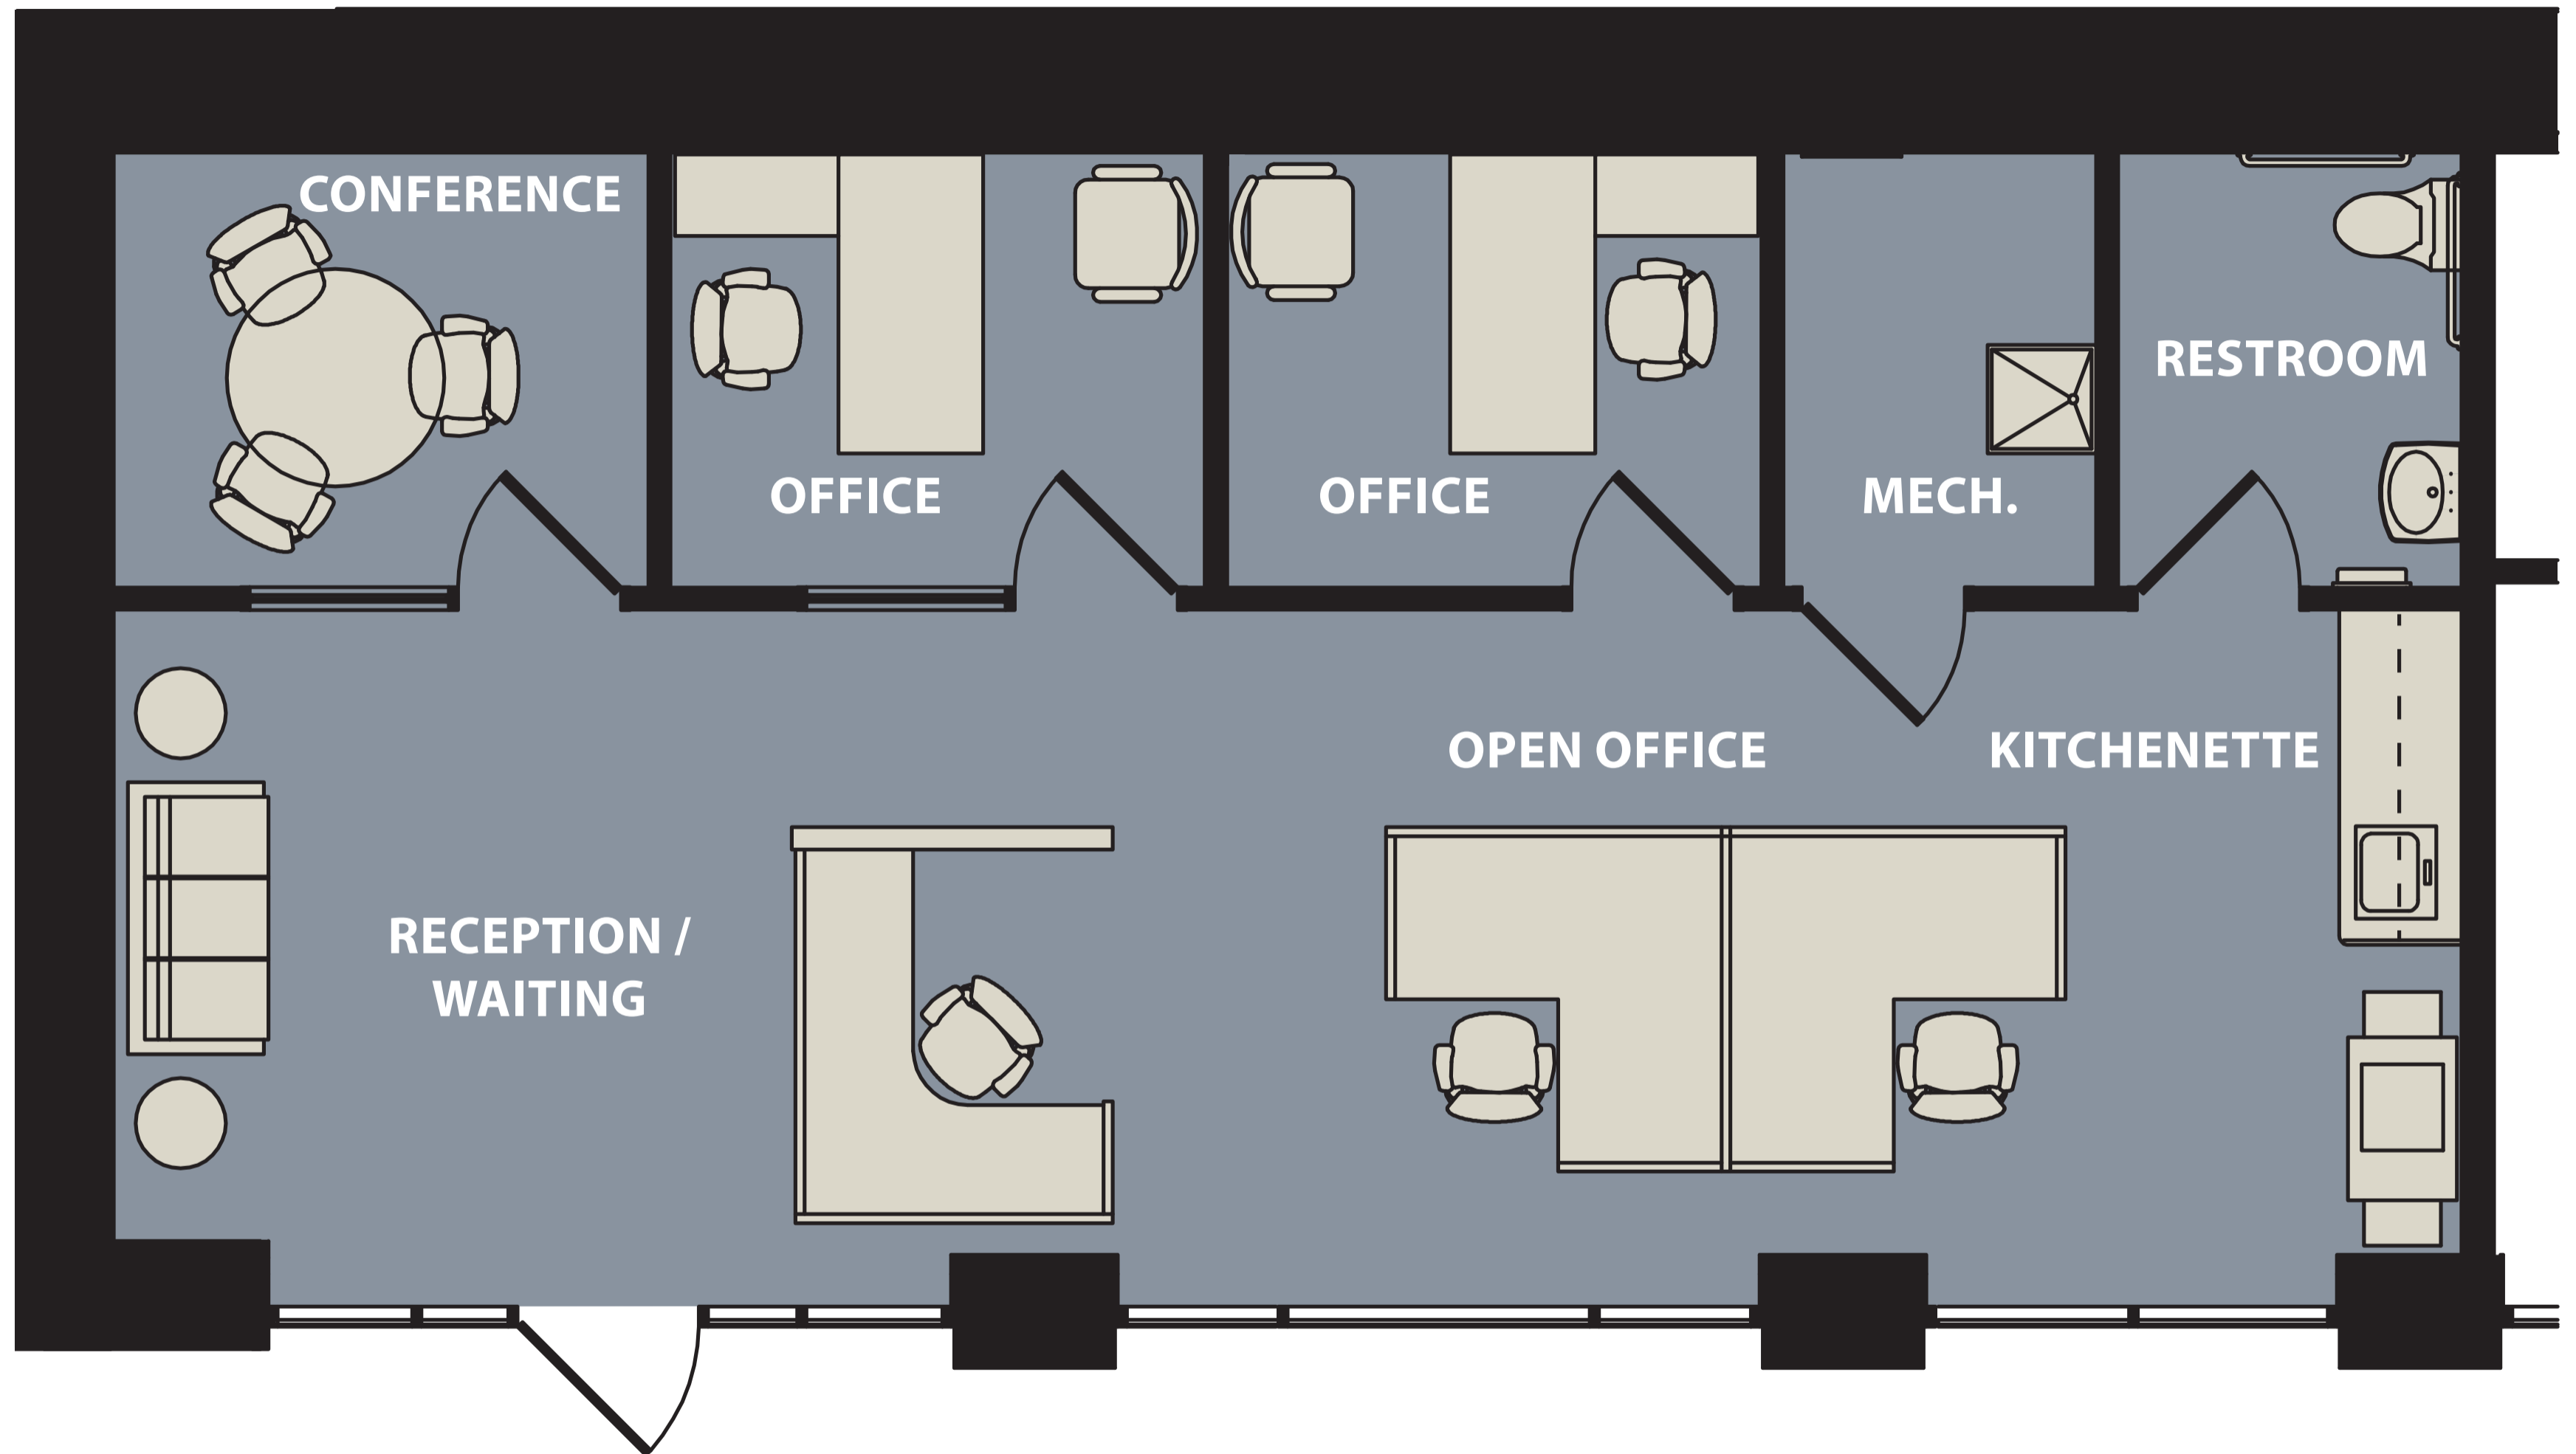 CONFERENCE
RESTROOM
OFFICE
OFFICE
MECH.
OPEN OFFICE
KITCHENETTE
RECEPTION /
WAITING